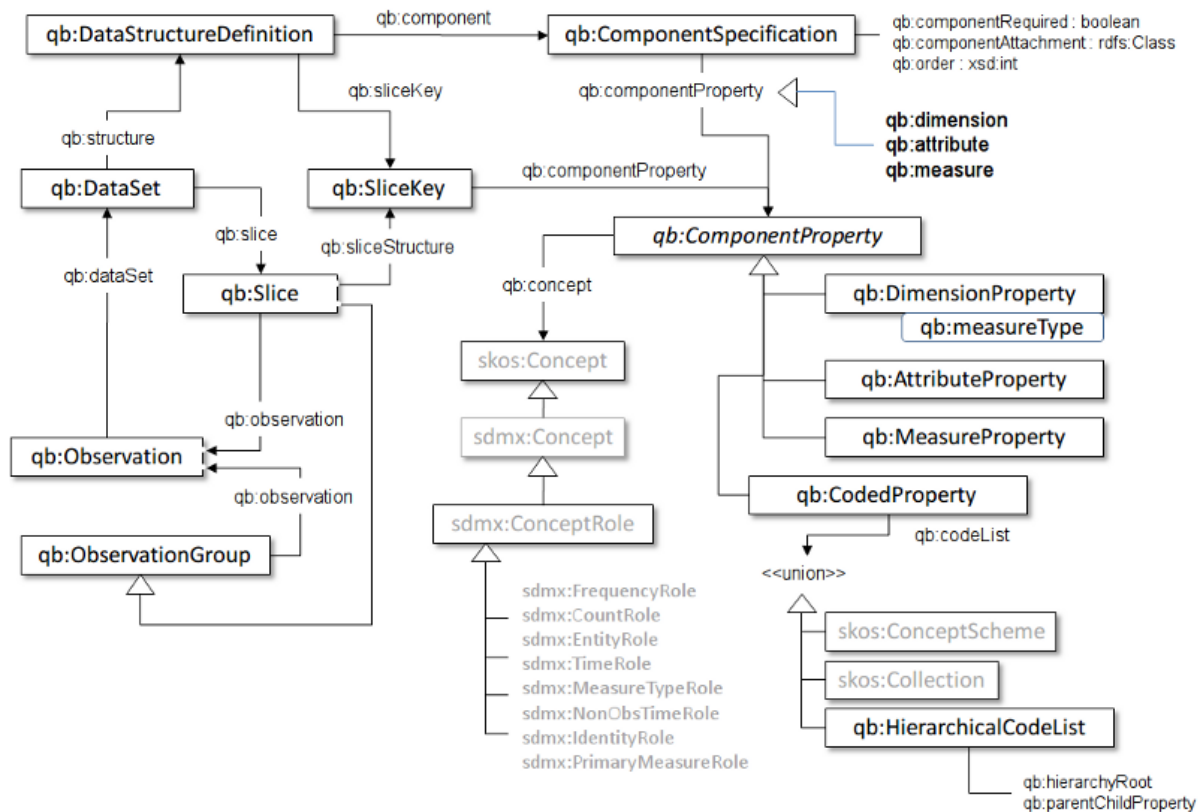 qb:component
qb:componentRequired : boolean
qb:DataStructureDefinition
qb:ComponentSpecification
qb:componentAttachment : rdfs:Class
qb:order : xsd:int
qb:sliceKey
qb:componentProperty
qb:dimension
qb:structure
qb:attribute
qb:measure
qb:componentProperty
qb:DataSet
qb:SliceKey
qb:slice
qb:sliceStructure
qb:ComponentProperty
qb:dataSet
qb:concept
qb:Slice
qb:DimensionProperty
qb:measureType
skos:Concept
qb:AttributeProperty
qb:observation
sdmx:Concept
qb:MeasureProperty
qb:Observation
qb:observation
qb:CodedProperty
sdmx:ConceptRole
qb:codeList
qb:ObservationGroup
<<union>>
sdmx:FrequencyRole
sdmx:CountRole
sdmx:EntityRole
sdmx:TimeRole
sdmx:MeasureTypeRole
sdmx:NonObsTimeRole
sdmx:IdentityRole
sdmx:PrimaryMeasureRole
skos:ConceptScheme
skos:Collection
qb:HierarchicalCodeList
qb:hierarchyRoot
qb:parentChildProperty